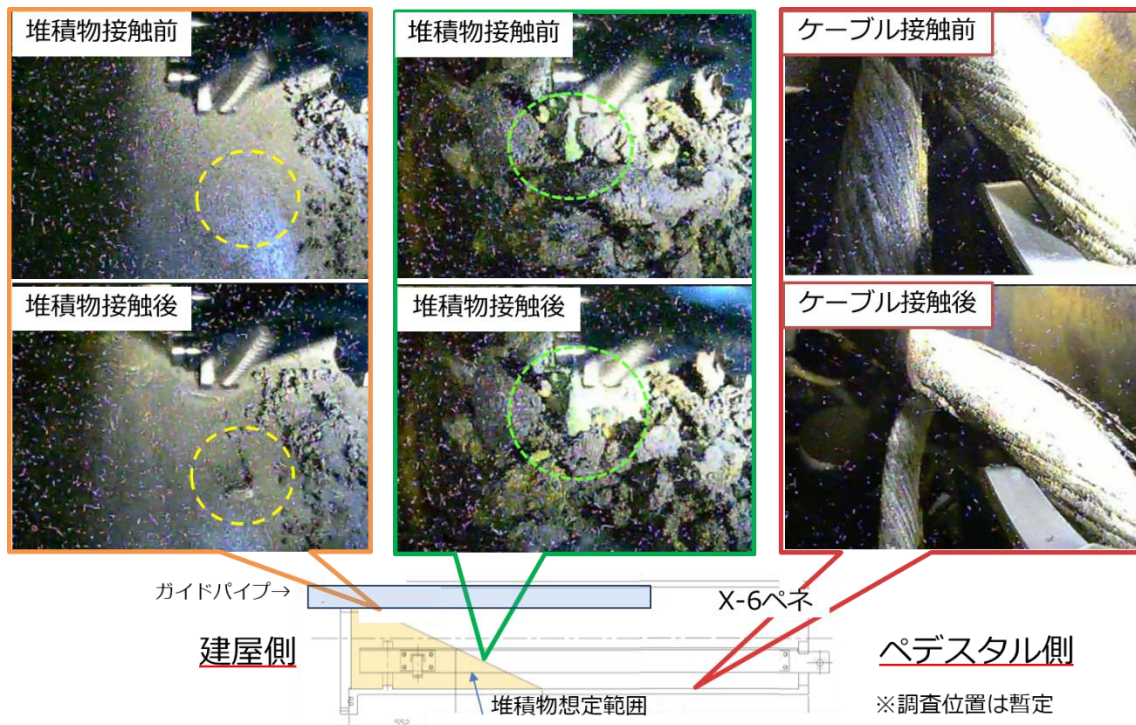 堆積物接触前
堆積物接触前
ケーブル接触前
堆積物接触後
堆積物接触後
ケーブル接触後
ガイドパイプ→
X-6ペネ
建屋側
ペデスタル側
堆積物想定範囲
※調査位置は暫定